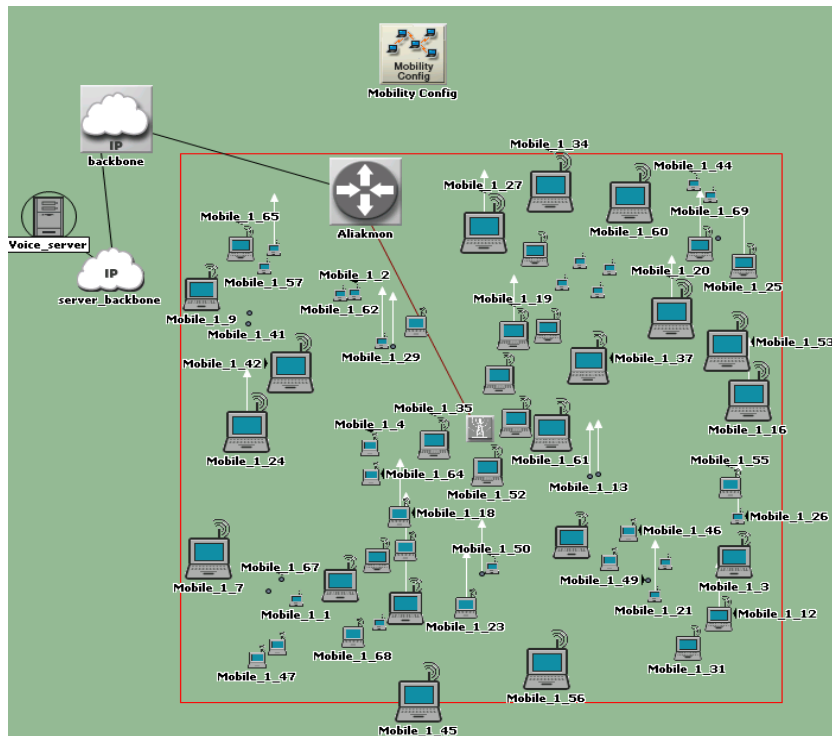 Mobility
Config
Mobility Config
IP
backbone
Mobile_1_34
Mobile_1_44
Mobile_1_27
Mobile_1_65
Mobile_1_69
Mobile_1_60
Voice_server
Aliakmon
IP
server_backbone
Mobile_1_57
Mobile_1_2
Mobile_1_20
Mobile_1_25
Mobile_1_62
Mobile_1_19
Mobile_1_9
Mobile_1_41
Mobile_1_53
Mobile_1_29
Mobile_1_37
Mobile_1_42
Mobile_1_35
Mobile_1_16
Mobile_1_4
Mobile_1_24
Mobile_1_61
Mobile_1_55
Mobile_1_64
Mobile_1_13
Mobile_1_52
Mobile_1_18
Mobile_1_26
Mobile_1_46
Mobile_1_50
Mobile_1_67
Mobile_1_49
Mobile_1_7
Mobile_1_3
Mobile_1_21
Mobile_1_1
Mobile_1_12
Mobile_1_23
Mobile_1_68
Mobile_1_31
Mobile_1_47
Mobile_1_56
Mobile_1_45